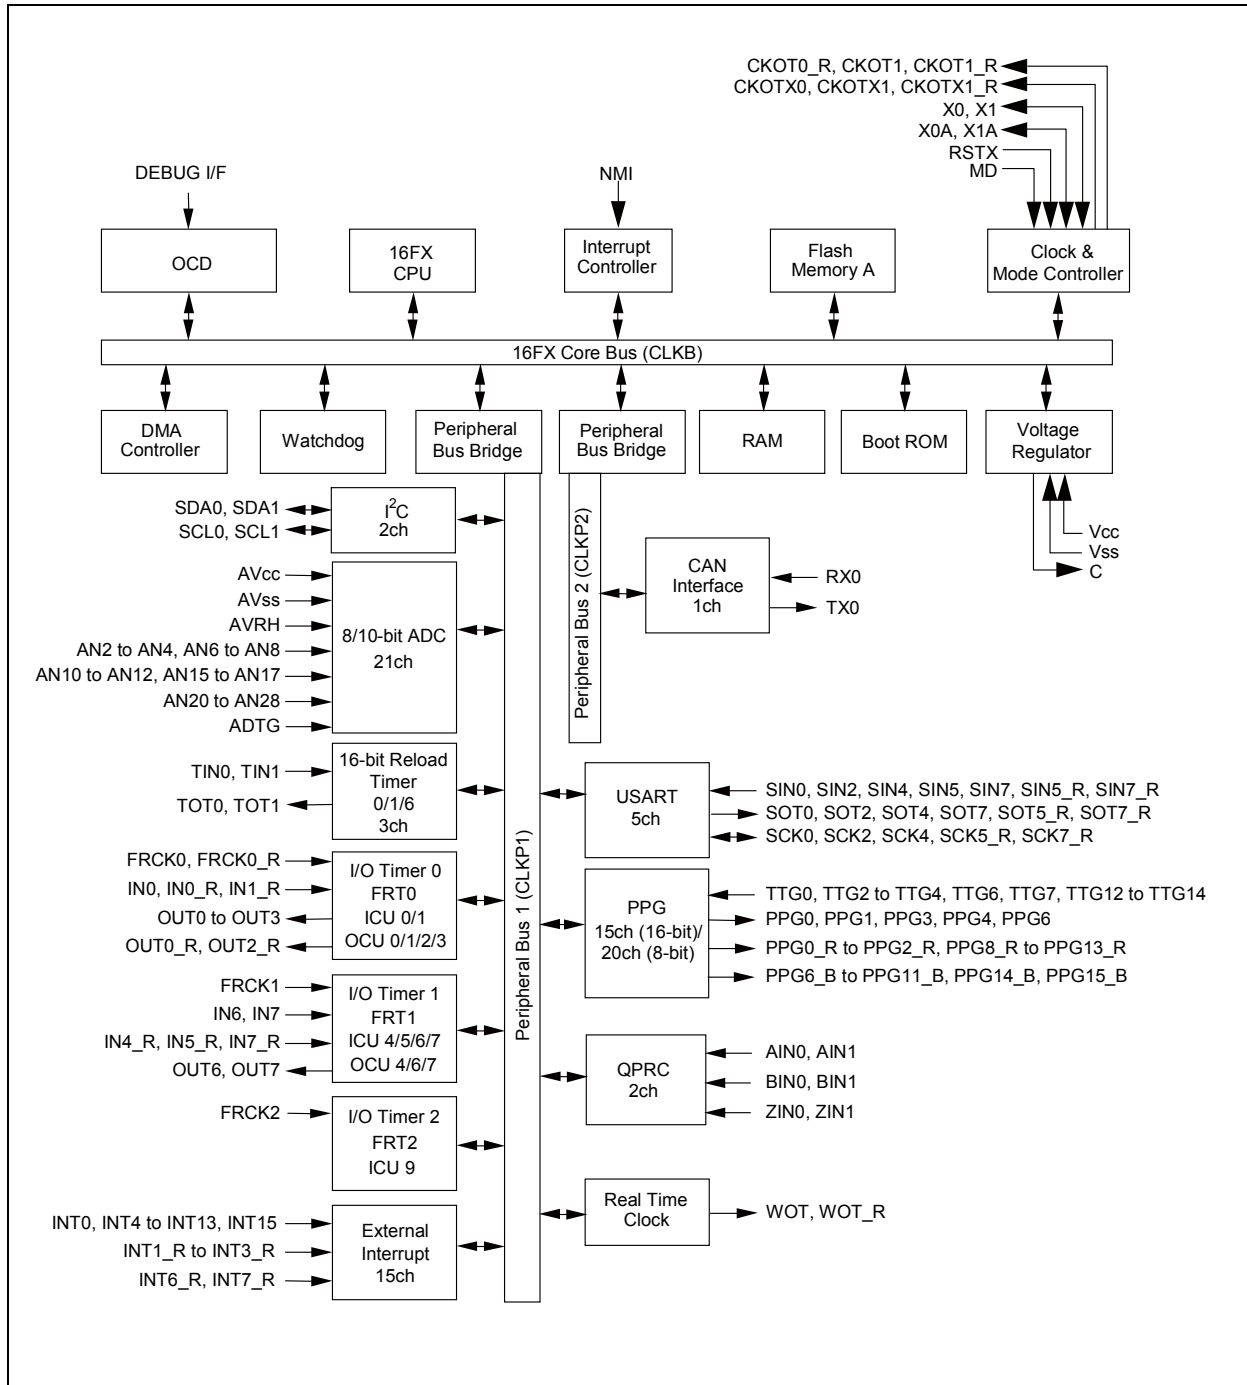 CKOT0_R, CKOT1, CKOT1_R
CKOTX0, CKOTX1, CKOTX1_R
X0, X1
X0A, X1A
RSTX
MD
DEBUG I/F
NMI
OCD
16FX
CPU
Interrupt
Controller
Flash
Memory A
Clock &
Mode Controller
16FX Core Bus (CLKB)
DMA
Controller
Watchdog
Peripheral
Bus Bridge
Peripheral
Bus Bridge
RAM
Boot ROM
Voltage
Regulator
Vcc
Vss
C
SDA0, SDA1
SCL0, SCL1
I2C
2ch
Peripheral Bus 1 (CLKP1)
Peripheral Bus 2 (CLKP2)
CAN
Interface
1ch
RX0
TX0
AVcc
AVss
AVRH
AN2 to AN4, AN6 to AN8
AN10 to AN12, AN15 to AN17
AN20 to AN28
ADTG
8/10-bit ADC
21ch
TIN0, TIN1
TOT0, TOT1
16-bit Reload
Timer
0/1/6
3ch
USART
5ch
SIN0, SIN2, SIN4, SIN5, SIN7, SIN5_R, SIN7_R
SOT0, SOT2, SOT4, SOT7, SOT5_R, SOT7_R
SCK0, SCK2, SCK4, SCK5_R, SCK7_R
FRCK0, FRCK0_R
IN0, IN0_R, IN1_R
OUT0 to OUT3
OUT0_R, OUT2_R
I/O Timer 0
FRT0
ICU 0/1
OCU 0/1/2/3
PPG
15ch (16-bit)/
20ch (8-bit)
TTG0, TTG2 to TTG4, TTG6, TTG7, TTG12 to TTG14
PPG0, PPG1, PPG3, PPG4, PPG6
PPG0_R to PPG2_R, PPG8_R to PPG13_R
PPG6_B to PPG11_B, PPG14_B, PPG15_B
FRCK1
IN6, IN7
IN4_R, IN5_R, IN7_R
OUT6, OUT7
I/O Timer 1
FRT1
ICU 4/5/6/7
OCU 4/6/7
QPRC
2ch
AIN0, AIN1
BIN0, BIN1
ZIN0, ZIN1
FRCK2
I/O Timer 2
FRT2
ICU 9
Real Time
Clock
WOT, WOT_R
INT0, INT4 to INT13, INT15
INT1_R to INT3_R
INT6_R, INT7_R
External
Interrupt
15ch